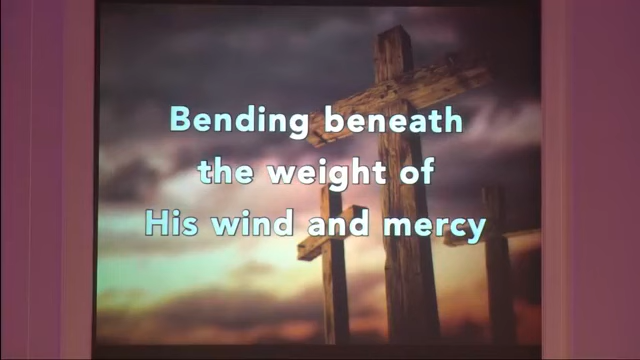 Bending beneath
the weight of
His wind and mercy